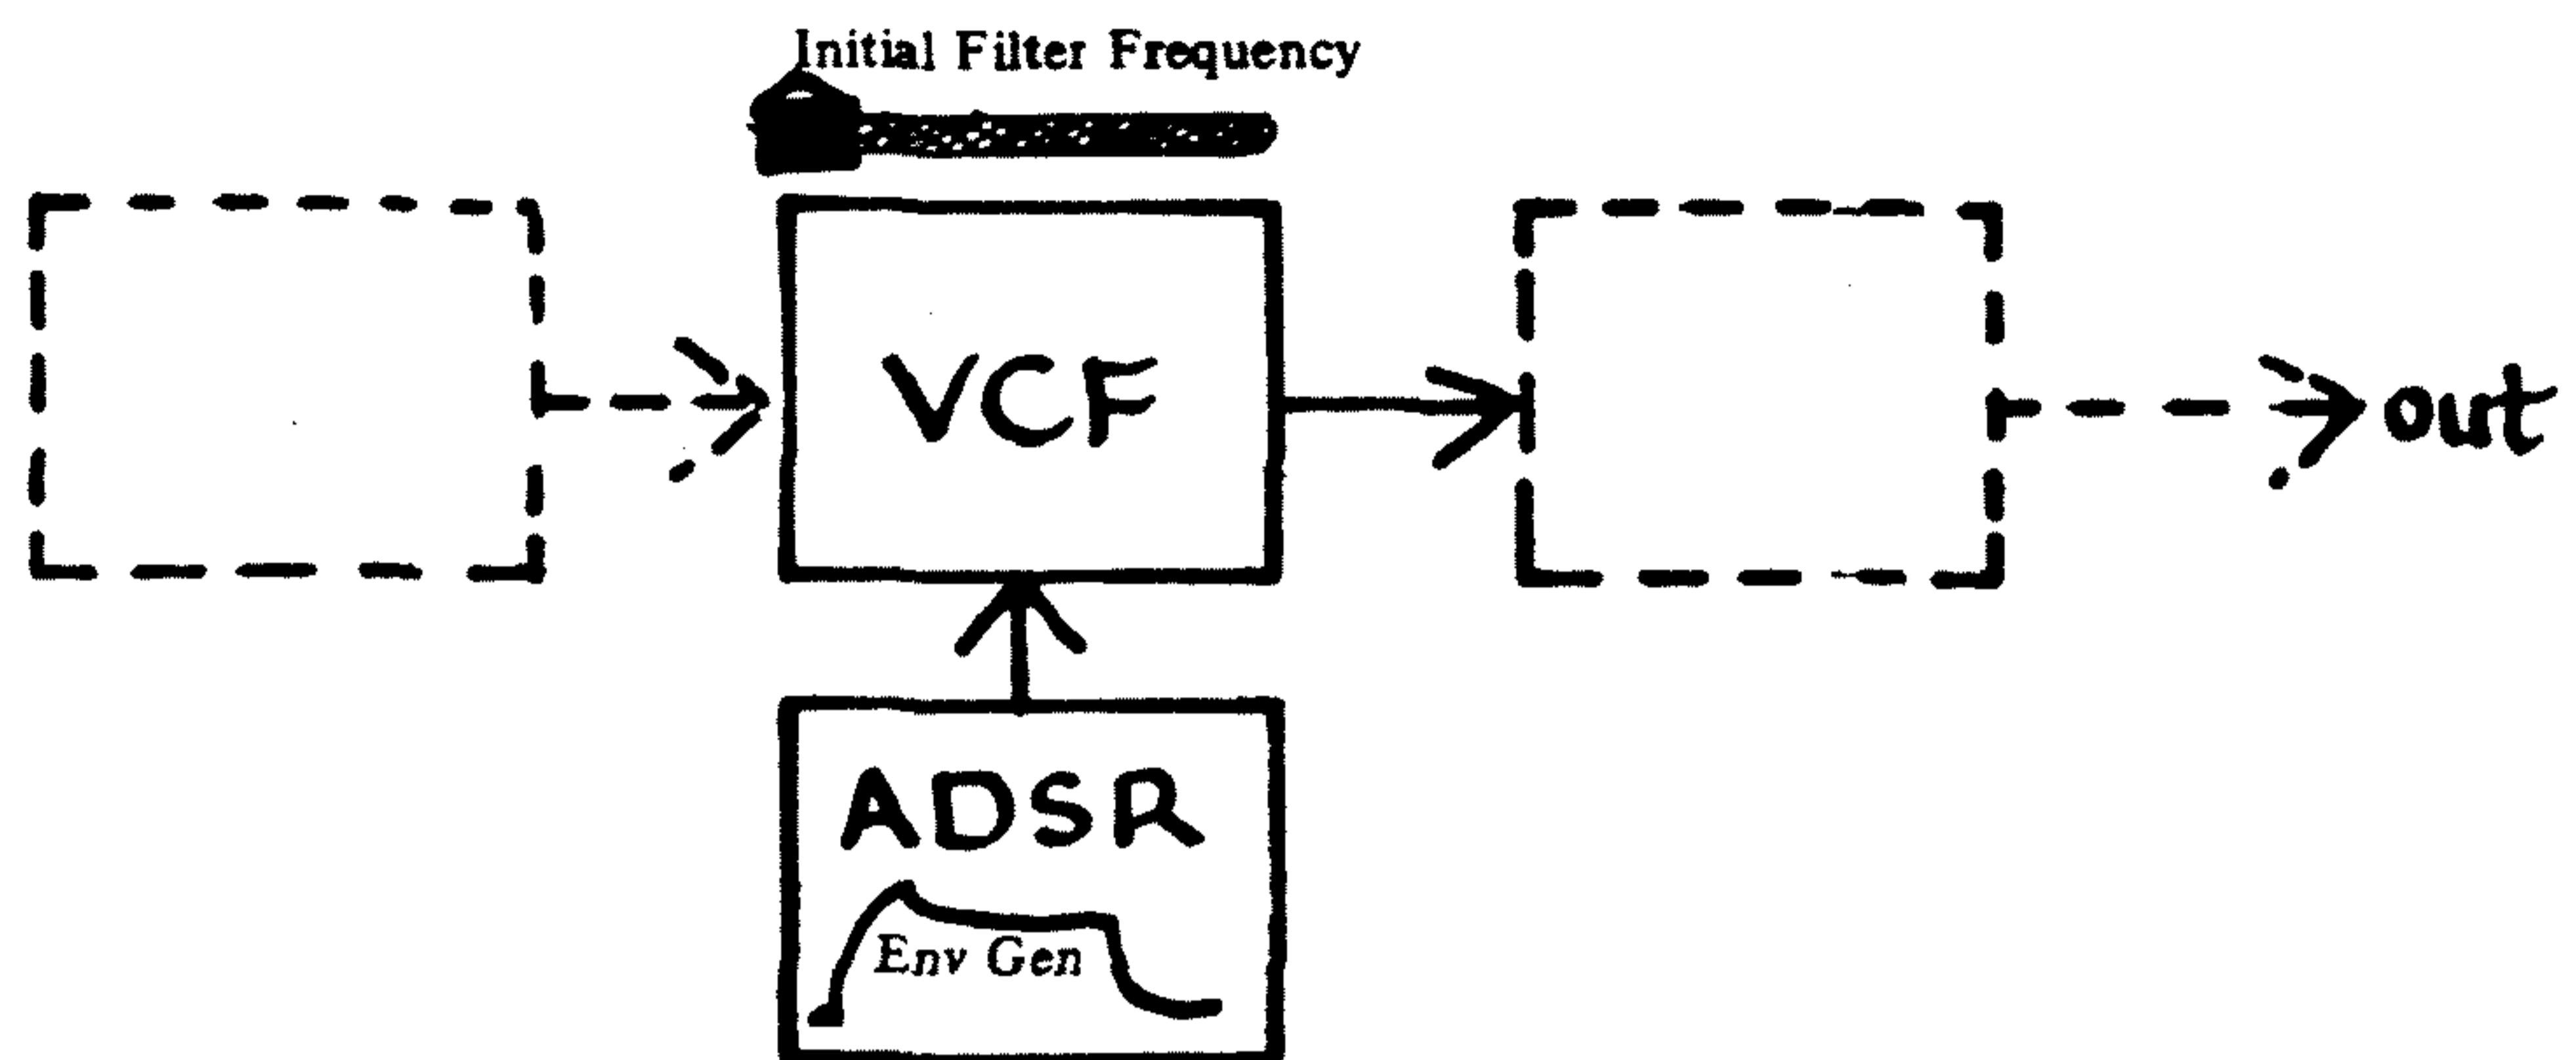 Initial Filter Frequency
VCF
out
ADSR
Env Gen